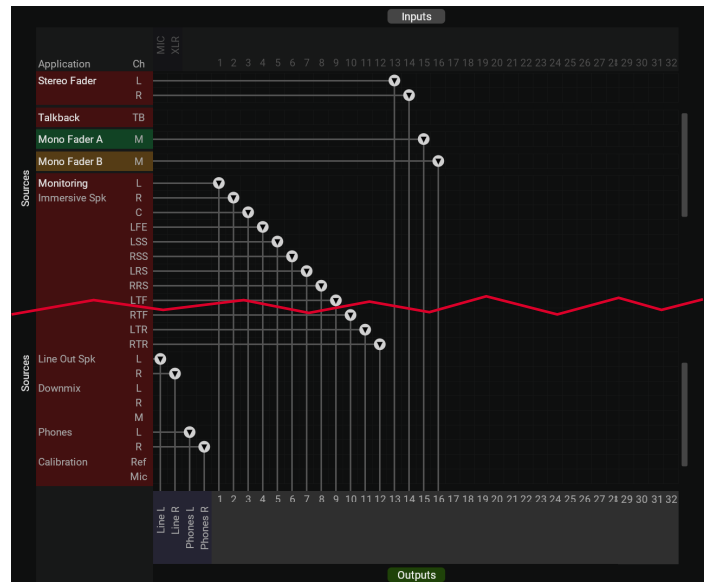 Inputs
MIC
XLR
Application Ch 1 2 3 4 5 6 7 8 9 10 11 12 13 14 15 16 17 18 19 20 21 22 23 24 25 26 27 28 29 30 31 32
Stereo Fader L
R
Talkback TB
Mono Fader A M
Mono Fader B M
Sources
Monitoring L
Immersive Spk R
C
LFE
LSS
RSS
LRS
RRS
LTF
RTF
LTR
RTR
Sources
Line Out Spk L
R
Downmix L
R
M
Phones L
R
Calibration Ref
Mic
Line L
Line R
Phones L
Phones R
1 2 3 4 5 6 7 8 9 10 11 12 13 14 15 16 17 18 19 20 21 22 23 24 25 26 27 28 29 30 31 32
Outputs